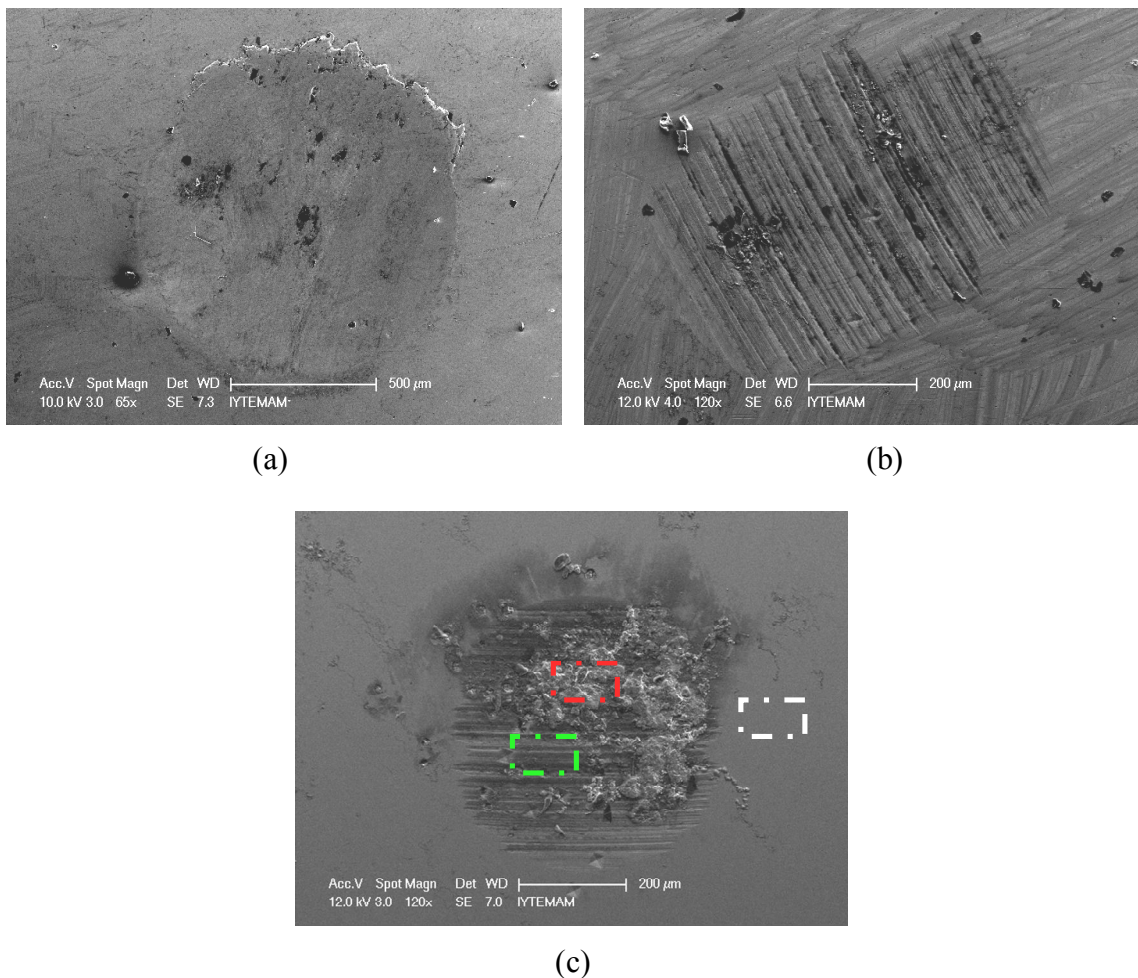 Acc.V Spot Magn Det WD 500 µm
10.0 kV 3.0 65x SE 7.3 IYTEMAM-
(a)
Acc.V Spot Magn Det WD 200 µm
12.0 kV 4.0 120x SE 6.6 IYTEMAM
(b)
Acc.V Spot Magn Det WD 200 µm
12.0 kV 3.0 120x SE 7.0 IYTEMAM
(c)